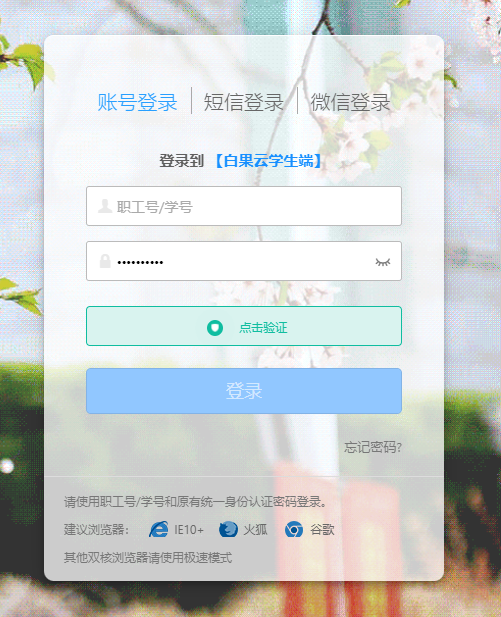 账号登录 短信登录 微信登录
登录到 【白果云学生端】
职工号/学号
••••••••••
点击验证
登录
忘记密码?
请使用职工号/学号和原有统一身份认证密码登录。
建议浏览器： IE10+ 火狐 谷歌
其他双核浏览器请使用极速模式